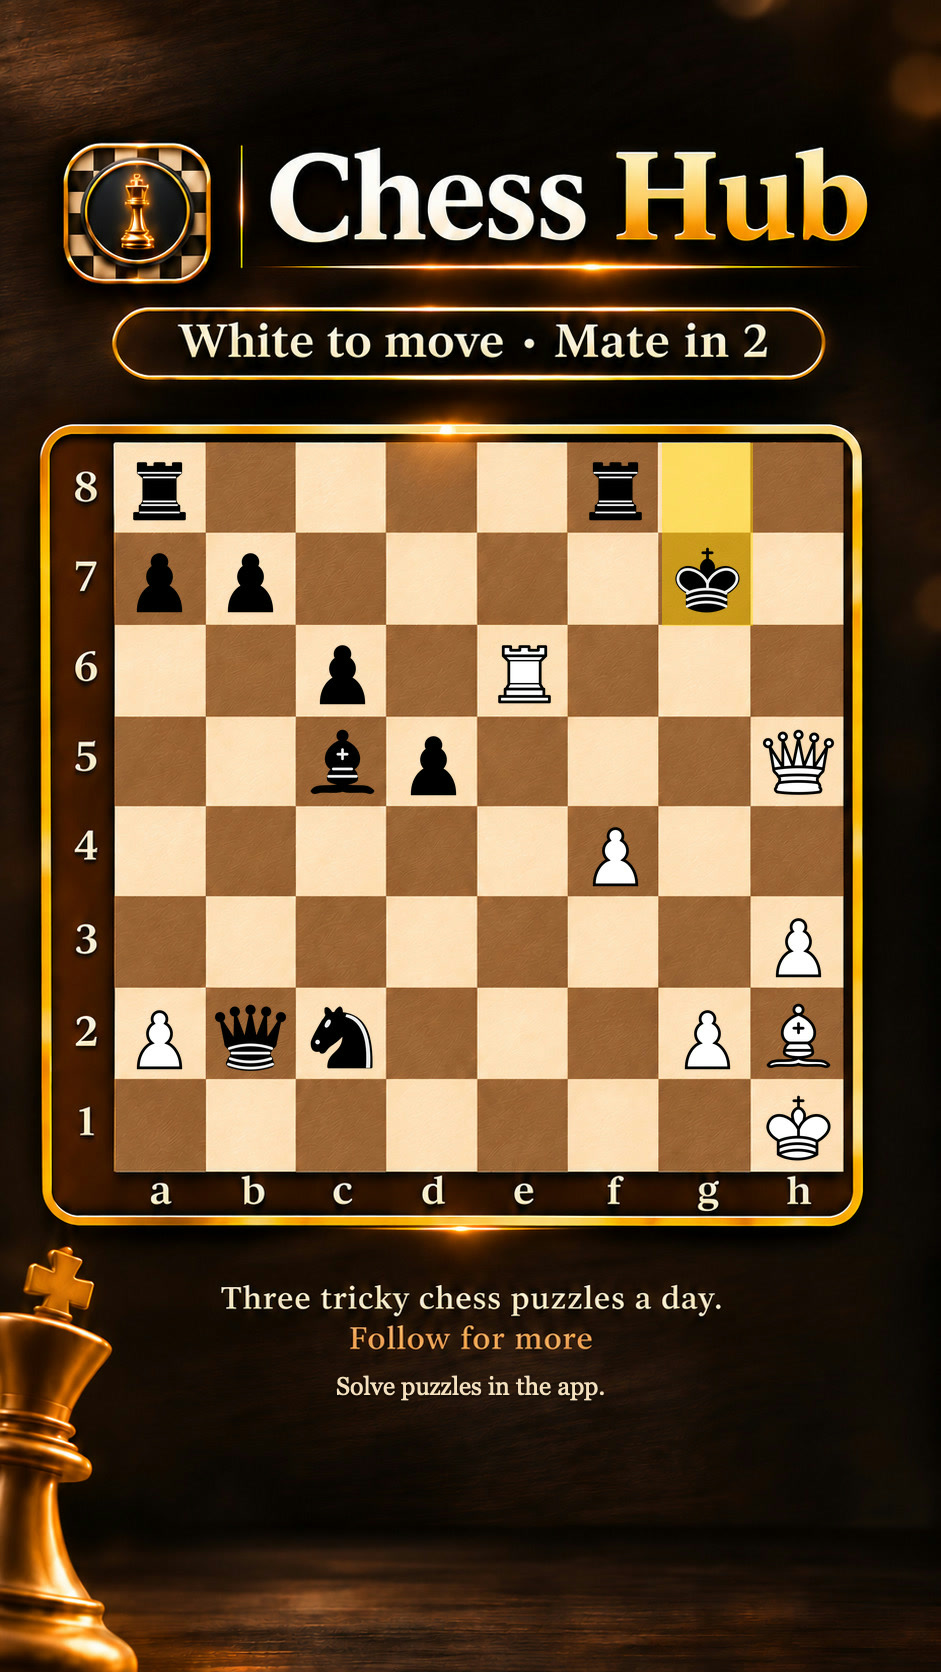 Chess Hub
White to move • Mate in 2
8
7
6
5
4
3
2
1
a b c d e f g h
Three tricky chess puzzles a day.
Follow for more
Solve puzzles in the app.